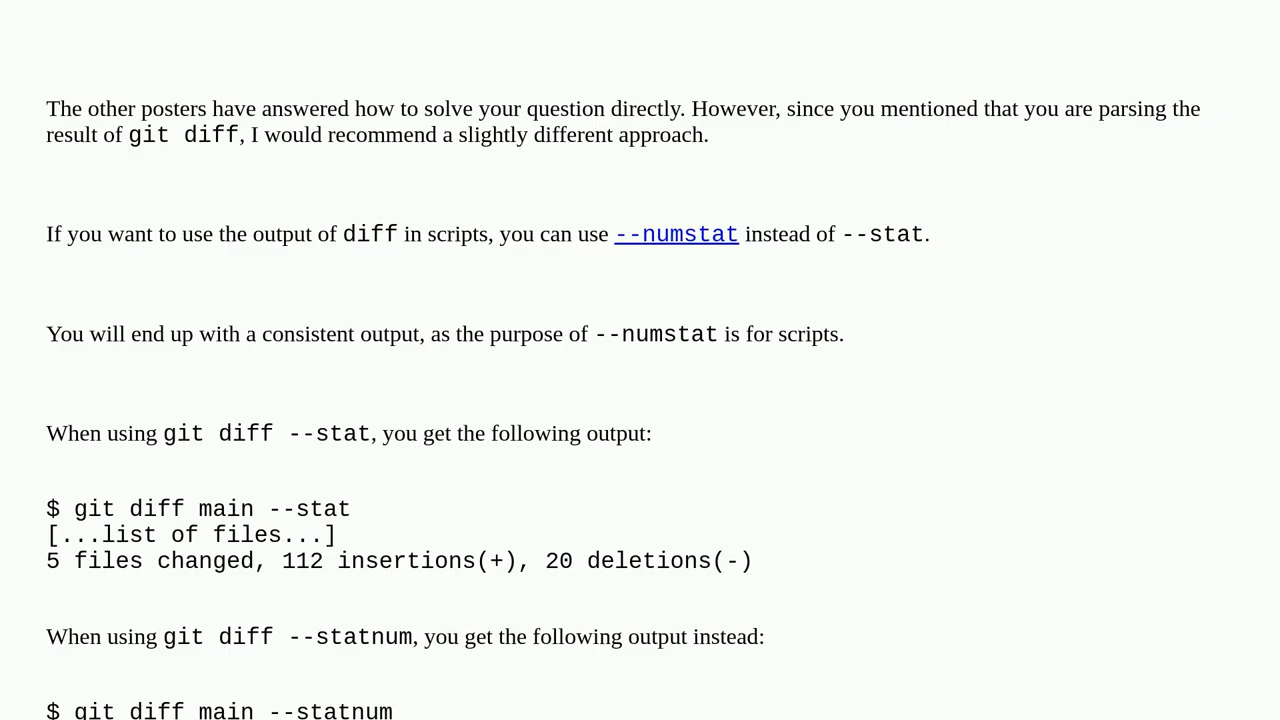 The other posters have answered how to solve your question directly. However, since you mentioned that you are parsing the
result of git diff, I would recommend a slightly different approach.
If you want to use the output of diff in scripts, you can use --numstat instead of --stat.
You will end up with a consistent output, as the purpose of --numstat is for scripts.
When using git diff --stat, you get the following output:
$ git diff main --stat
[...list of files...]
5 files changed, 112 insertions(+), 20 deletions(-)
When using git diff --statnum, you get the following output instead:
$ git diff main --statnum